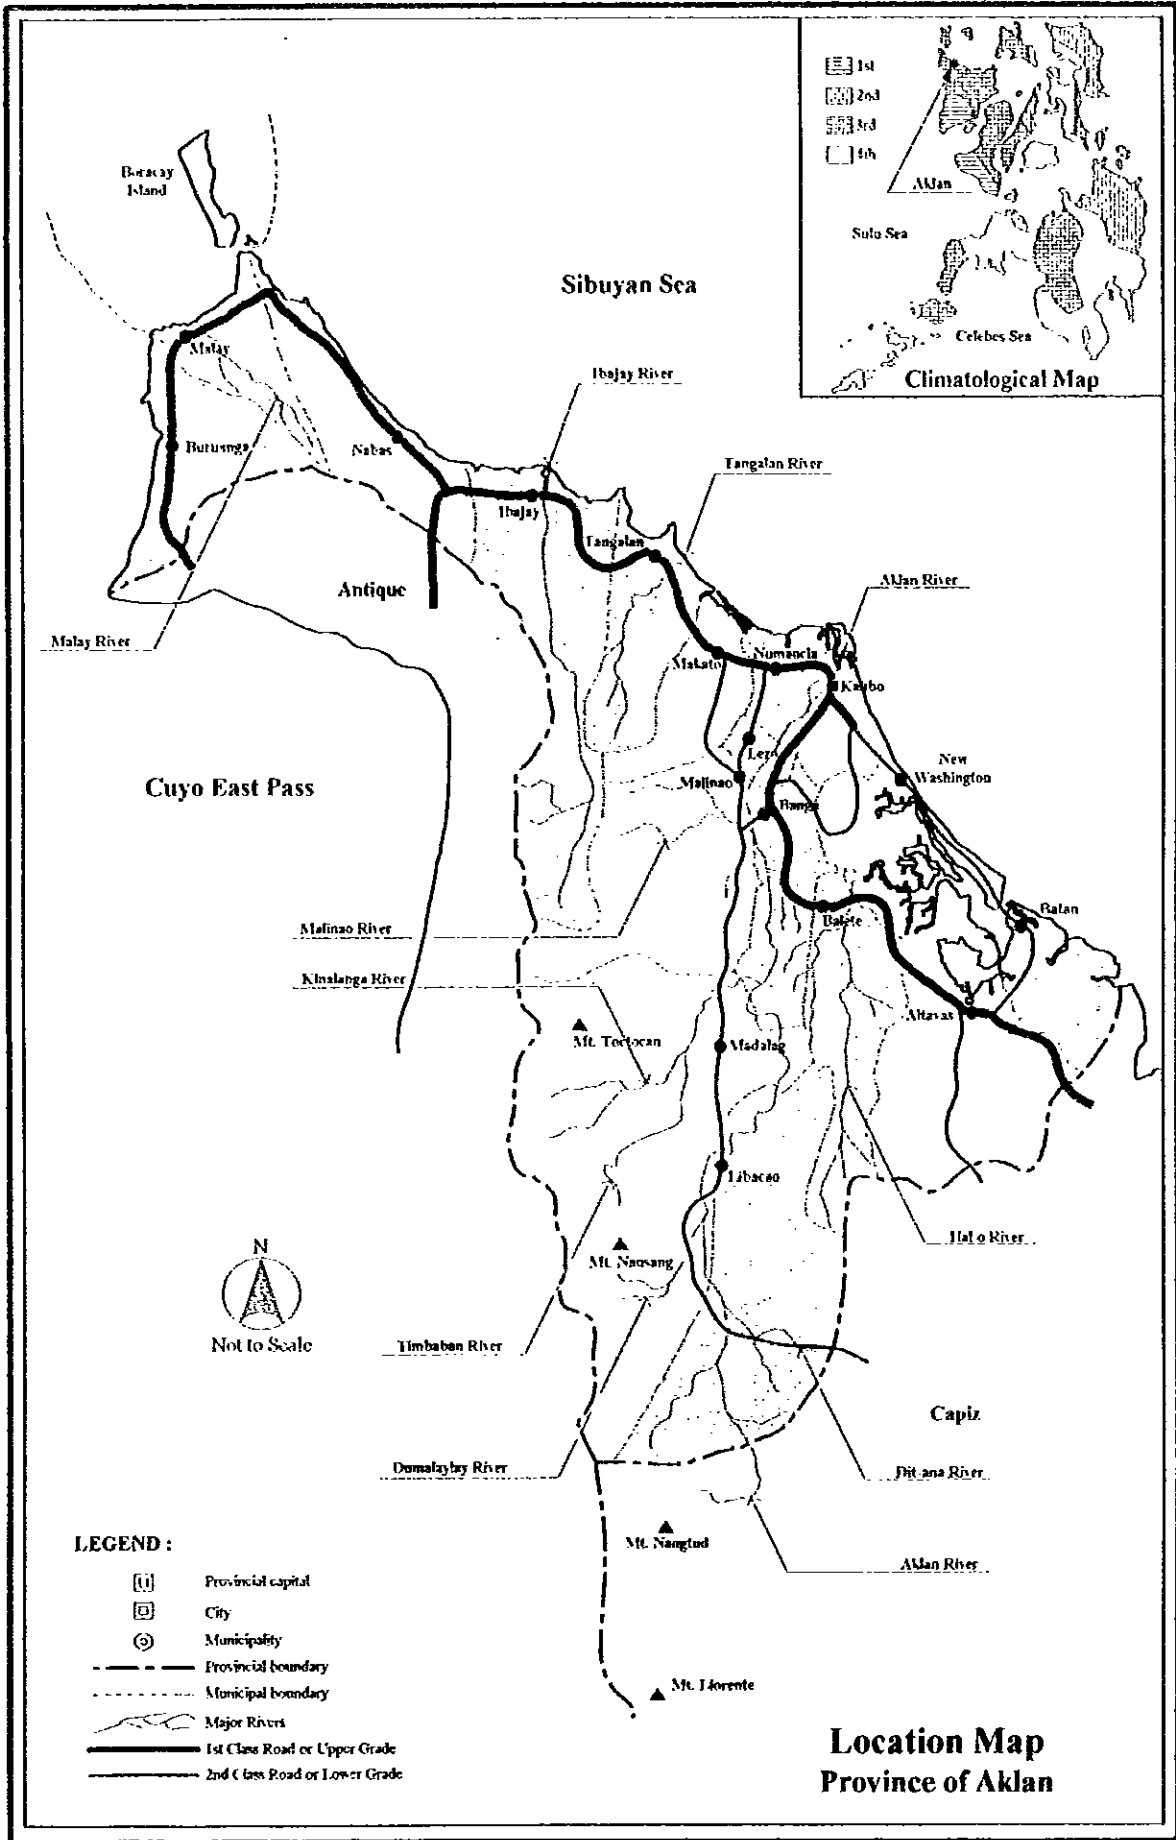 1st
2nd
3rd
4th
Aklan
Sulu Sea
Celebes Sea
Climatological Map
Boracay
Island
Sibuyan Sea
Malay
Ibajay River
Buruanga
Nabas
Tangalan River
Ibajay
Tangalan
Antique
Aklan River
Malay River
Makato
Numancia
Kalibo
Lezo
New
Washington
Cuyo East Pass
Malinao
Banga
Batan
Balete
Malinao River
Kinalanga River
Altavas
Mt. Toctocan
Madalag
Libacao
Hal o River
N
Mt. Nausang
Not to Scale
Timbaban River
Capiz
Dumalaylay River
Dit-ana River
Mt. Nangtud
Aklan River
LEGEND :
Provincial capital
City
Municipality
Provincial boundary
Municipal boundary
Major Rivers
1st Class Road or Upper Grade
2nd Class Road or Lower Grade
Mt. Llorente
Location Map
Province of Aklan